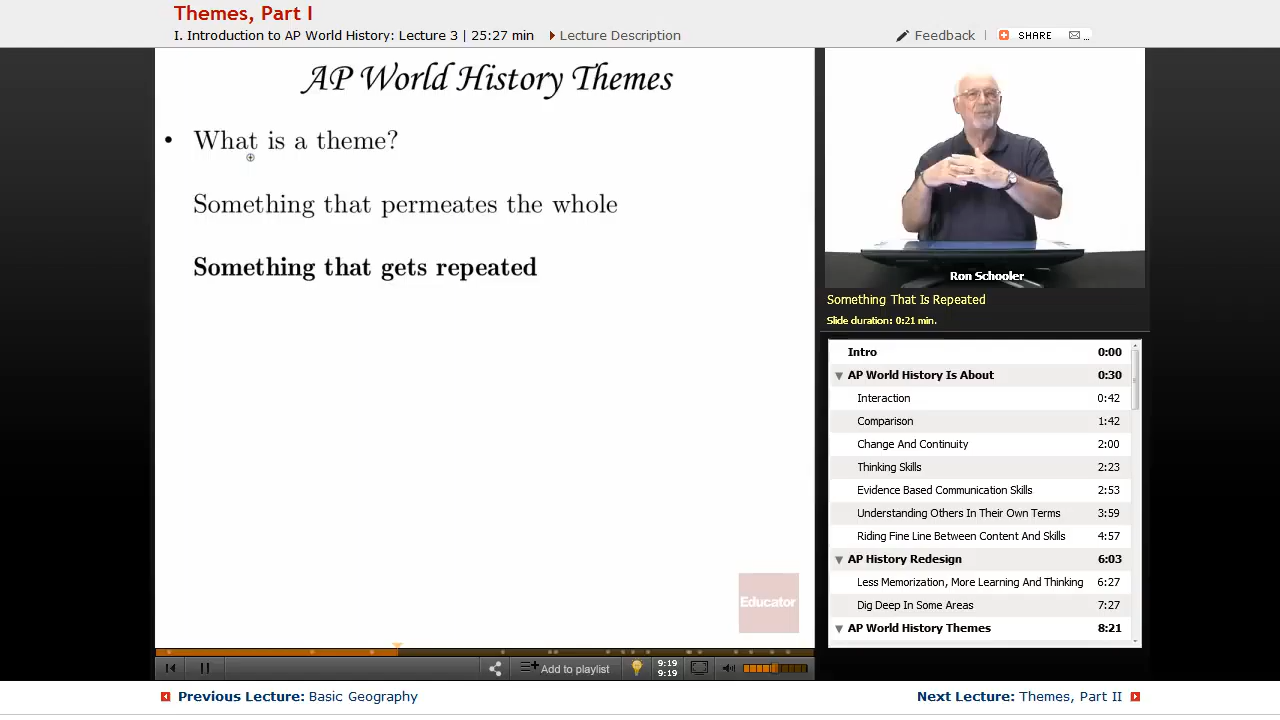 Themes, Part I
I. Introduction to AP World History: Lecture 3 | 25:27 min Lecture Description
Feedback | SHARE ...
AP World History Themes
• What is a theme?
Something that permeates the whole
Something that gets repeated
Educator
Ron Schooler
Something That Is Repeated
Slide duration: 0:21 min.
Intro 0:00
AP World History Is About 0:30
Interaction 0:42
Comparison 1:42
Change And Continuity 2:00
Thinking Skills 2:23
Evidence Based Communication Skills 2:53
Understanding Others In Their Own Terms 3:59
Riding Fine Line Between Content And Skills 4:57
AP History Redesign 6:03
Less Memorization, More Learning And Thinking 6:27
Dig Deep In Some Areas 7:27
AP World History Themes 8:21
Add to playlist
9:19
9:19
Previous Lecture: Basic Geography
Next Lecture: Themes, Part II